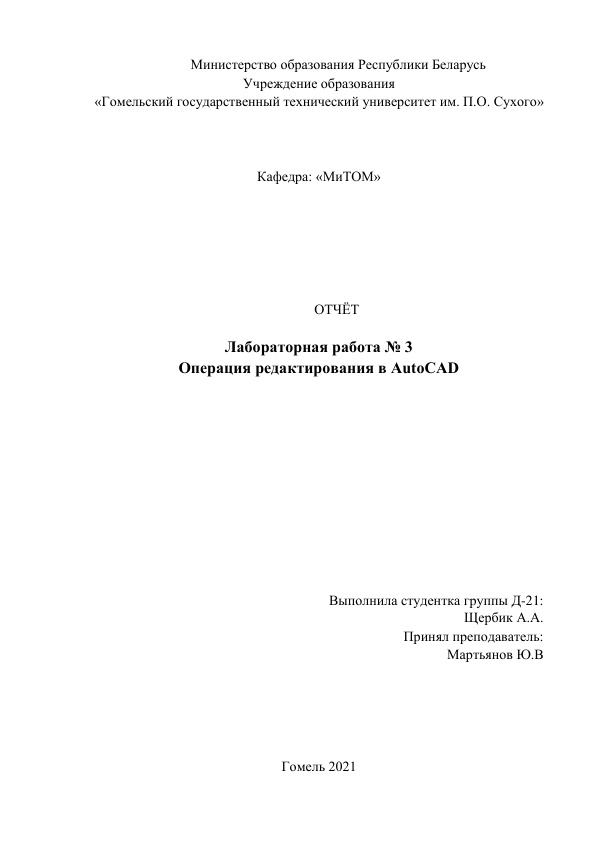 Министерство образования Республики Беларусь
Учреждение образования
«Гомельский государственный технический университет им. П.О. Сухого»
Кафедра: «МиТОМ»
ОТЧЁТ
Лабораторная работа № 3
Операция редактирования в AutoCAD
Выполнила студентка группы Д-21:
Щербик А.А.
Принял преподаватель:
Мартьянов Ю.В
Гомель 2021